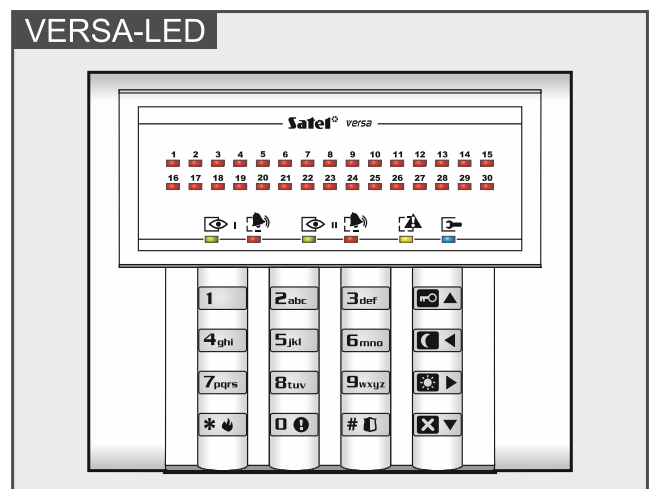 VERSA-LED
Satel versa
1 2 3 4 5 6 7 8 9 10 11 12 13 14 15
16 17 18 19 20 21 22 23 24 25 26 27 28 29 30
I II
1 2abc 3def
4ghi 5jkl 6mno
7pqrs 8tuv 9wxyz
* 0 #